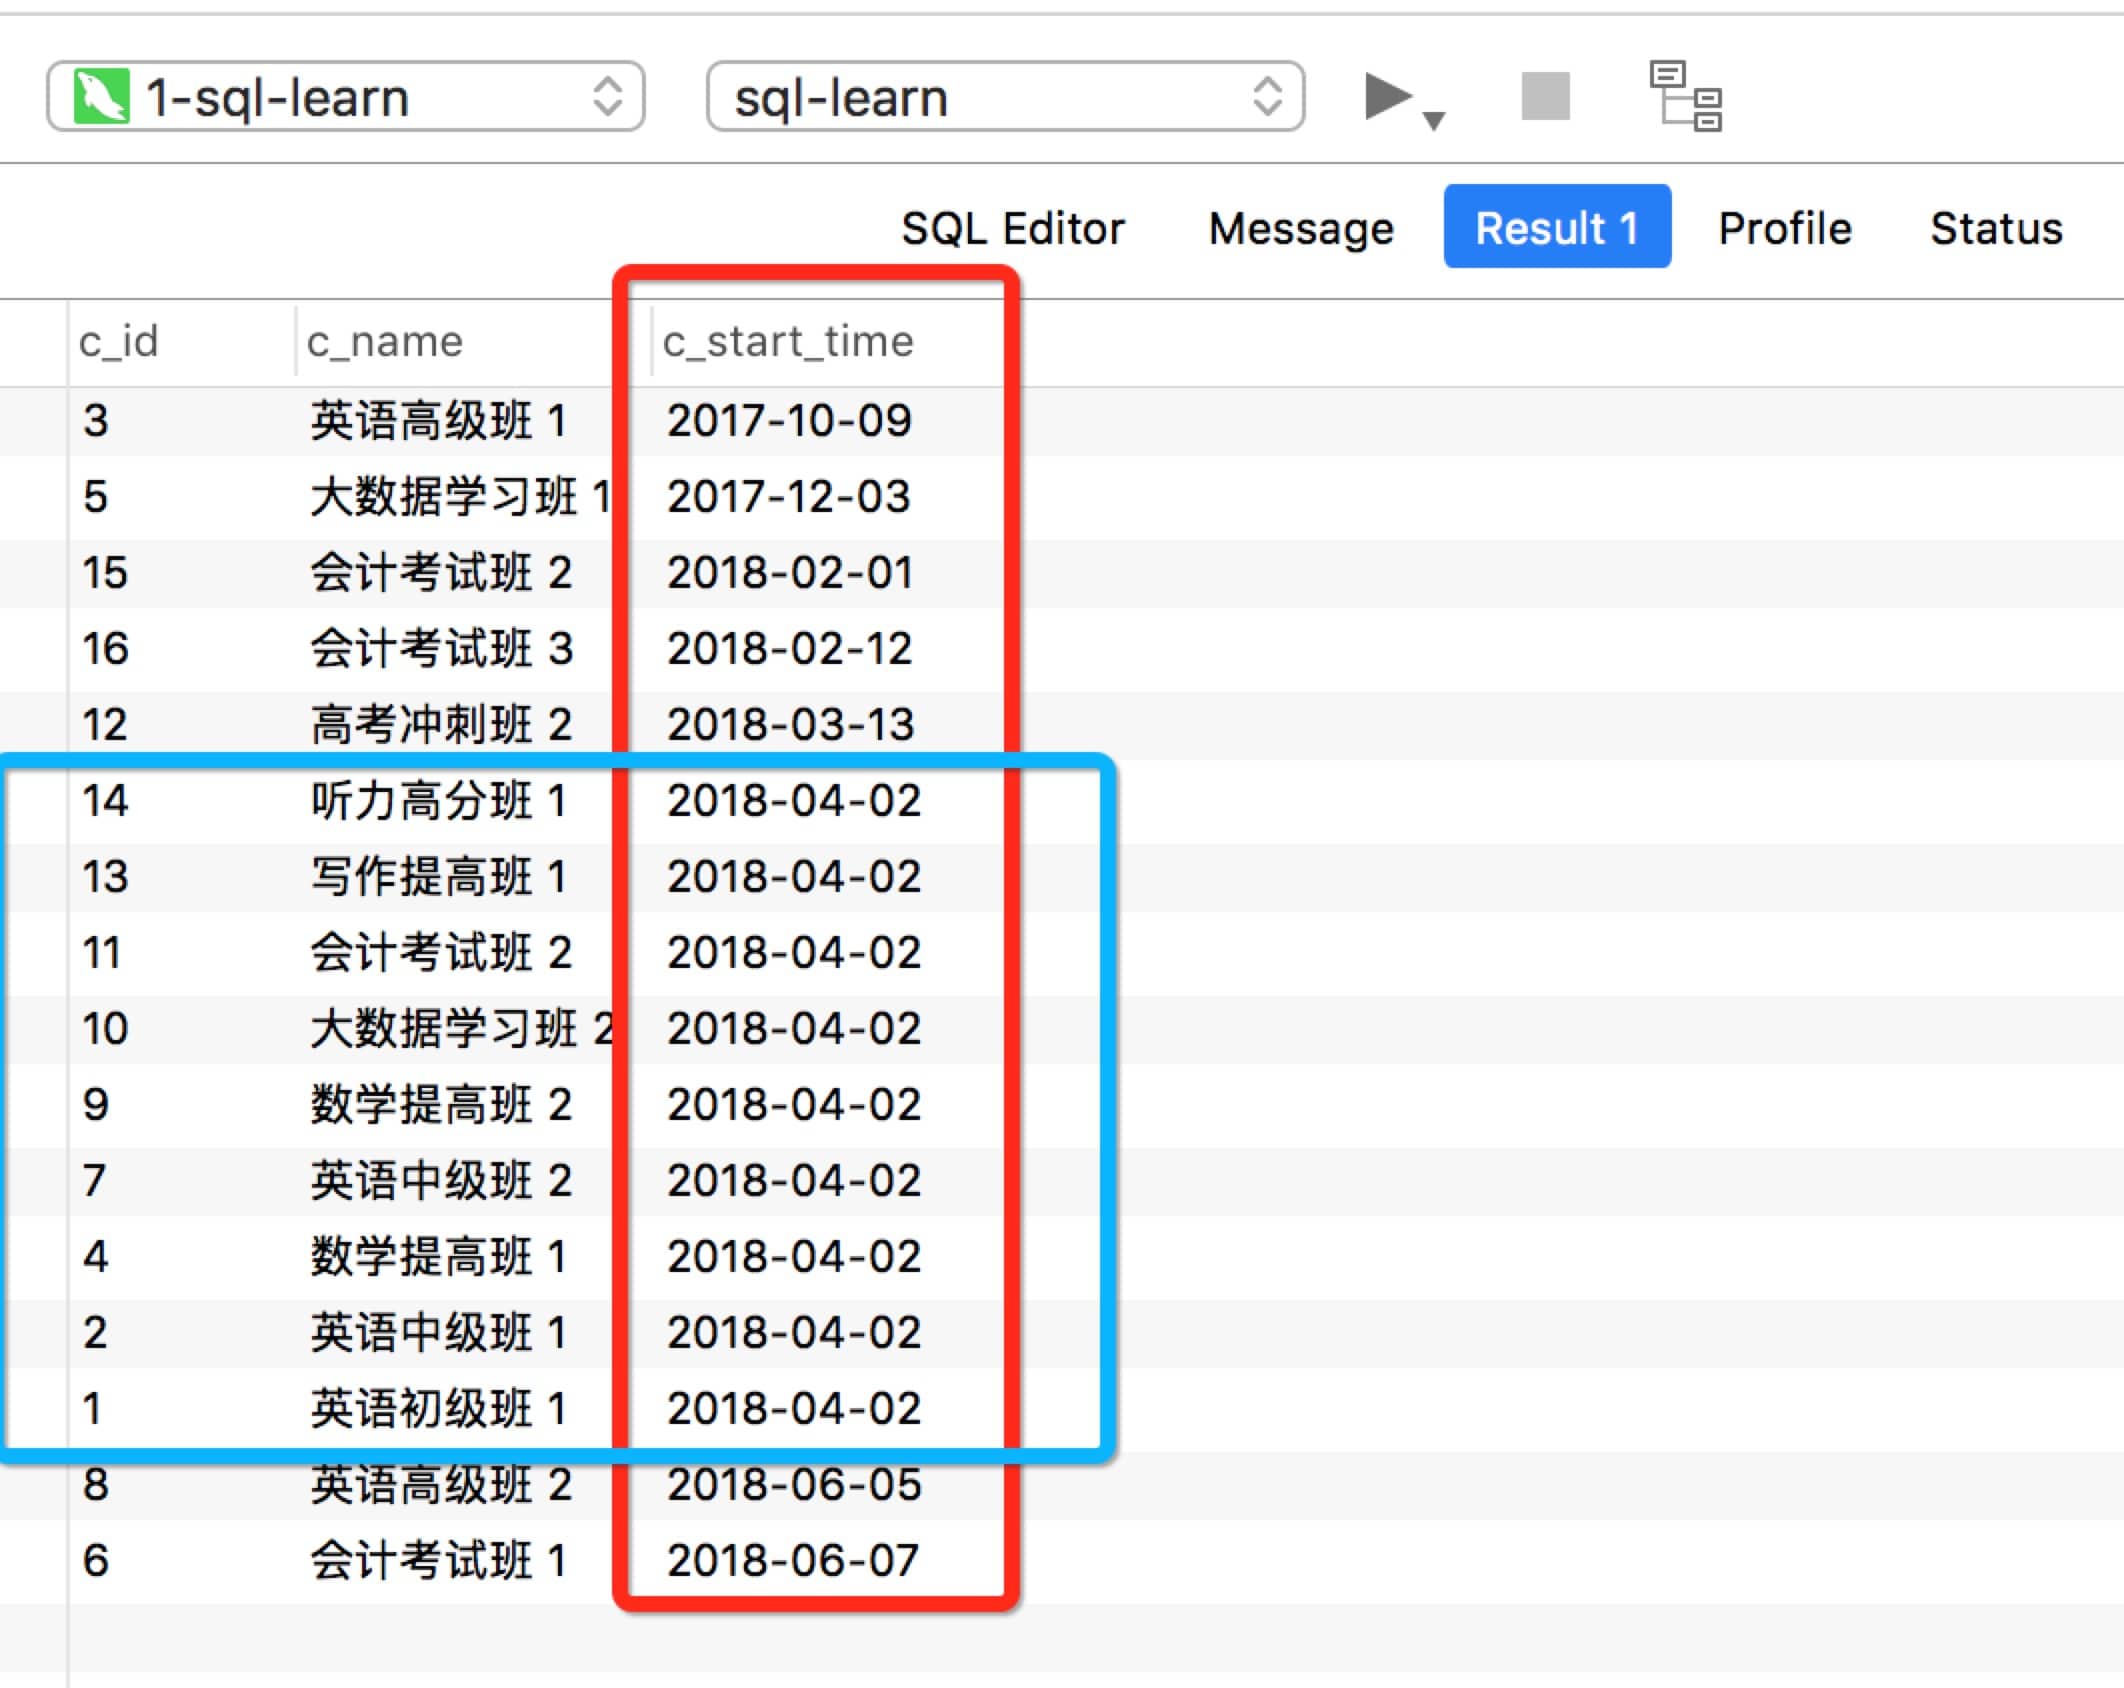 1-sql-learn sql-learn
SQL Editor Message Result 1 Profile Status
c_id c_name c_start_time
3 英语高级班 1 2017-10-09
5 大数据学习班 1 2017-12-03
15 会计考试班 2 2018-02-01
16 会计考试班 3 2018-02-12
12 高考冲刺班 2 2018-03-13
14 听力高分班 1 2018-04-02
13 写作提高班 1 2018-04-02
11 会计考试班 2 2018-04-02
10 大数据学习班 2 2018-04-02
9 数学提高班 2 2018-04-02
7 英语中级班 2 2018-04-02
4 数学提高班 1 2018-04-02
2 英语中级班 1 2018-04-02
1 英语初级班 1 2018-04-02
8 英语高级班 2 2018-06-05
6 会计考试班 1 2018-06-07